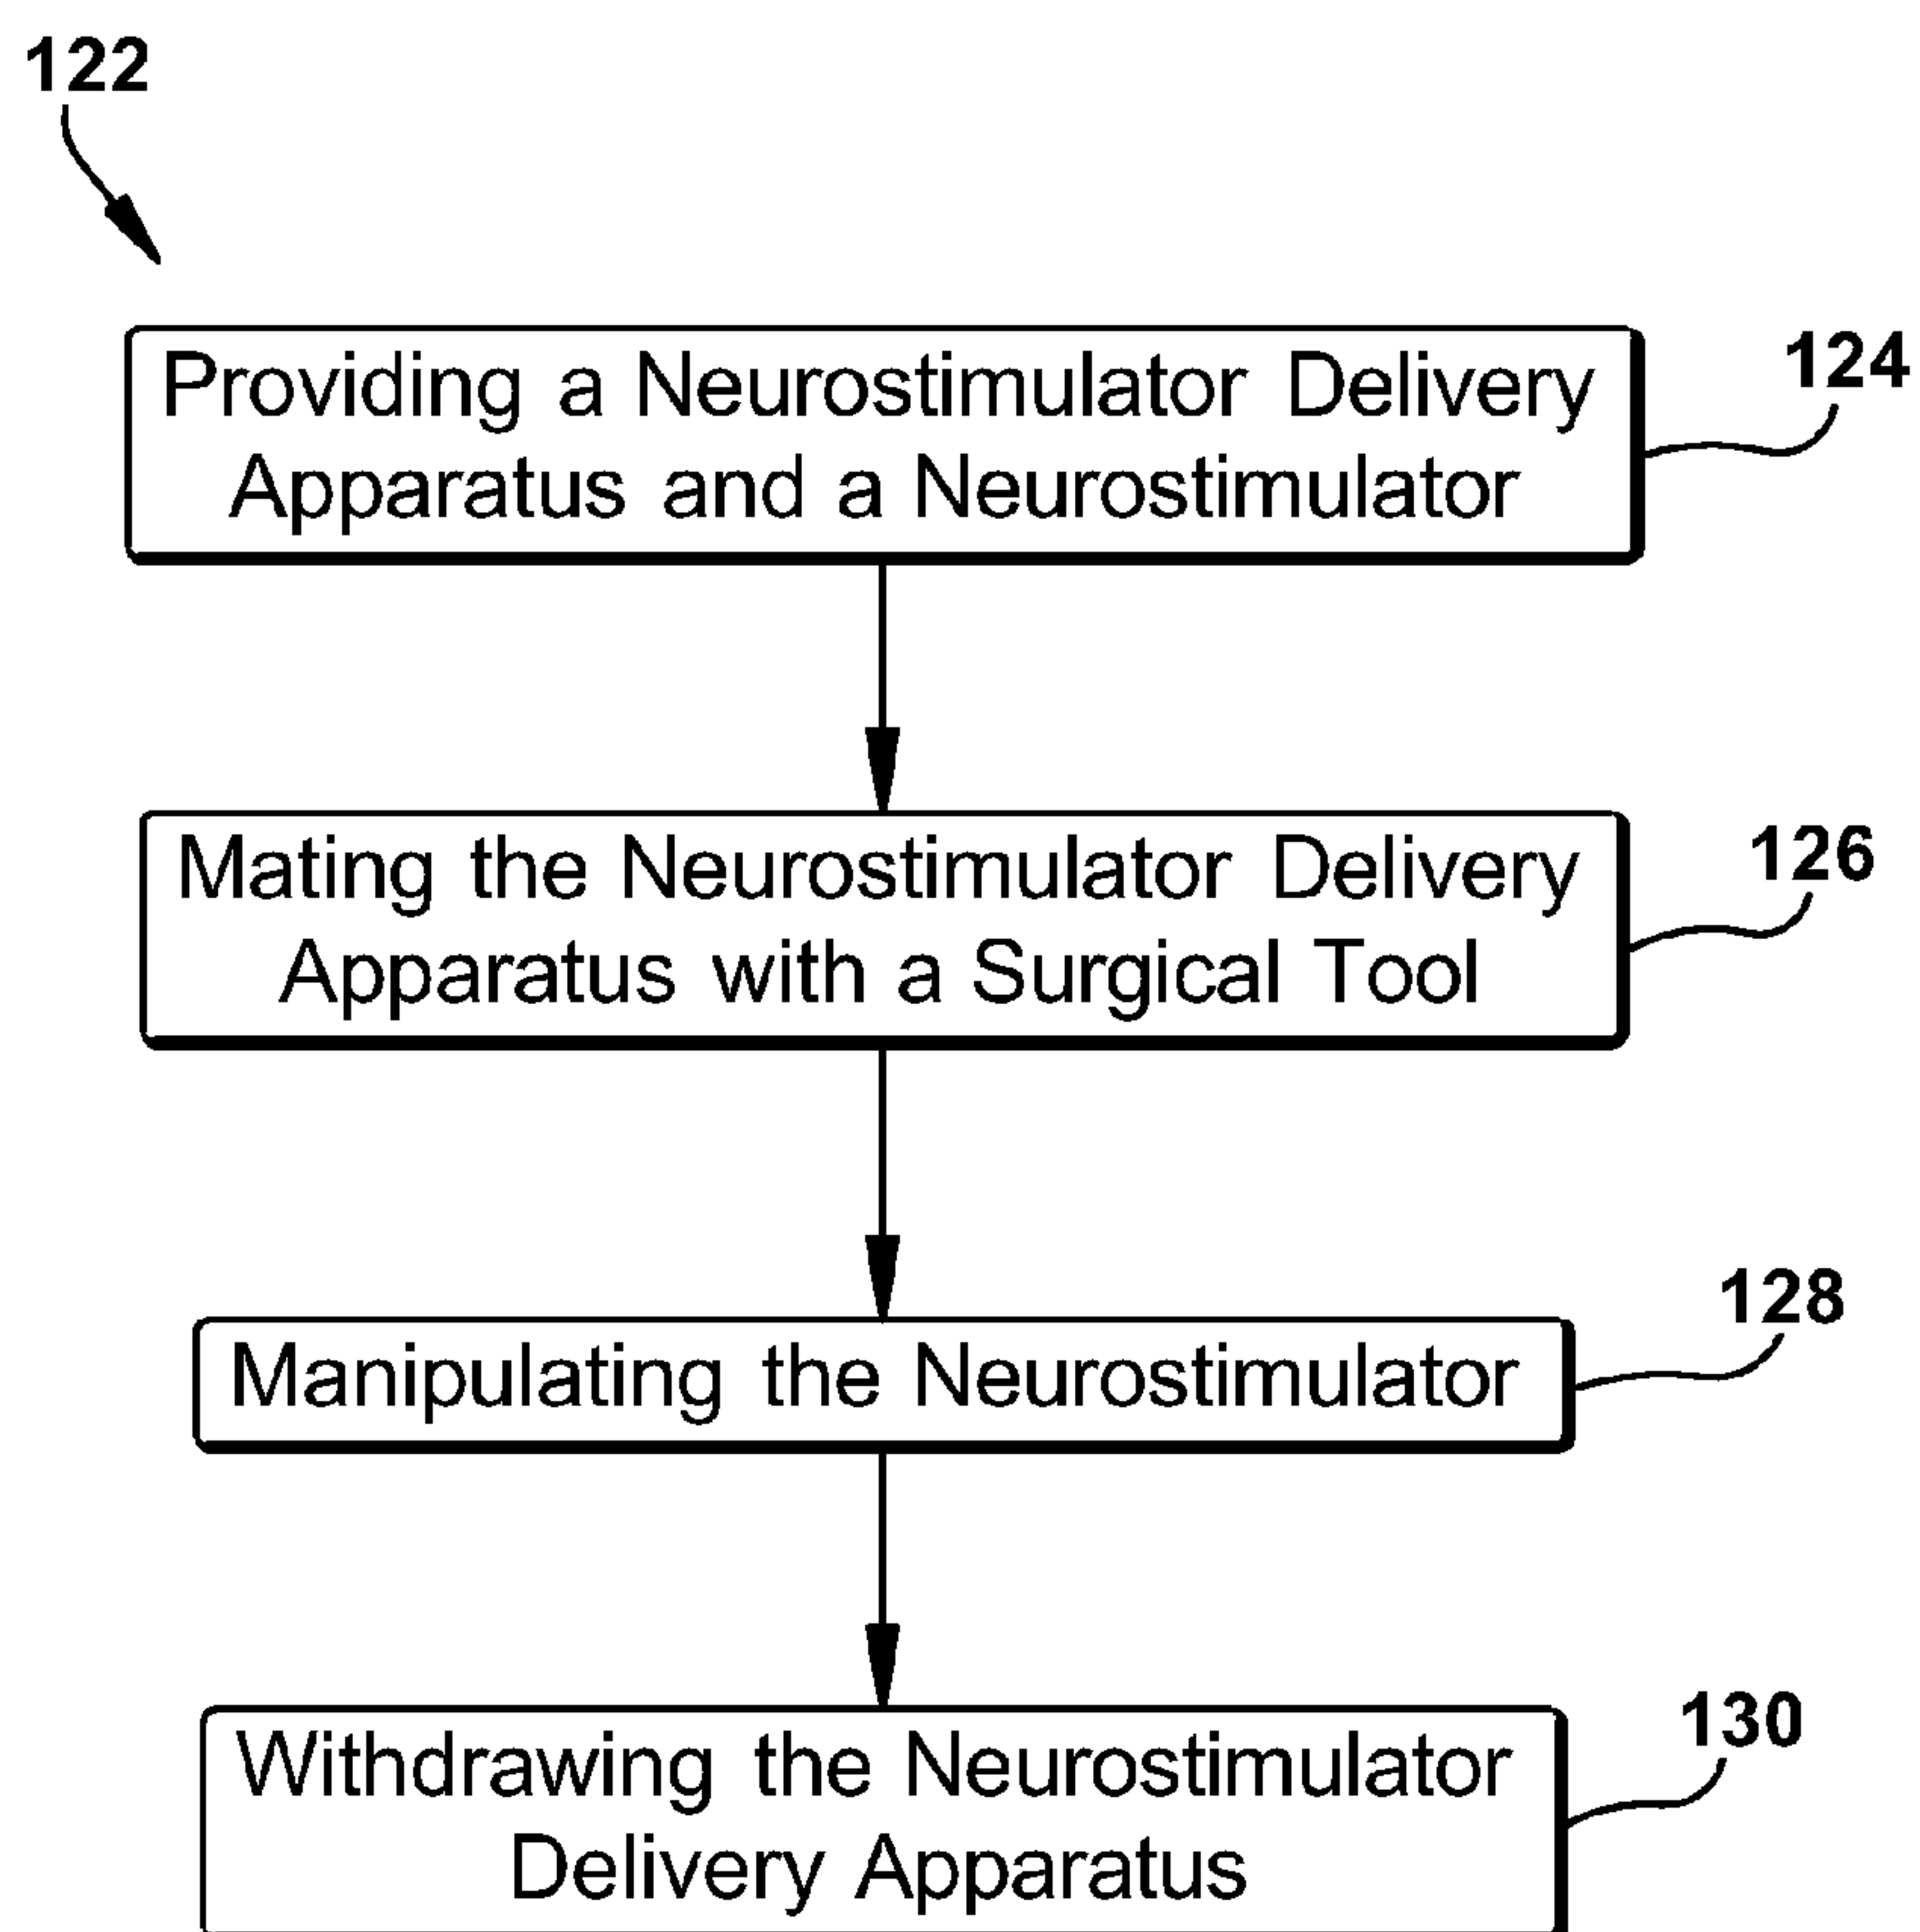 122
Providing a Neurostimulator Delivery
Apparatus and a Neurostimulator
124
Mating the Neurostimulator Delivery
Apparatus with a Surgical Tool
126
Manipulating the Neurostimulator
128
Withdrawing the Neurostimulator
Delivery Apparatus
130